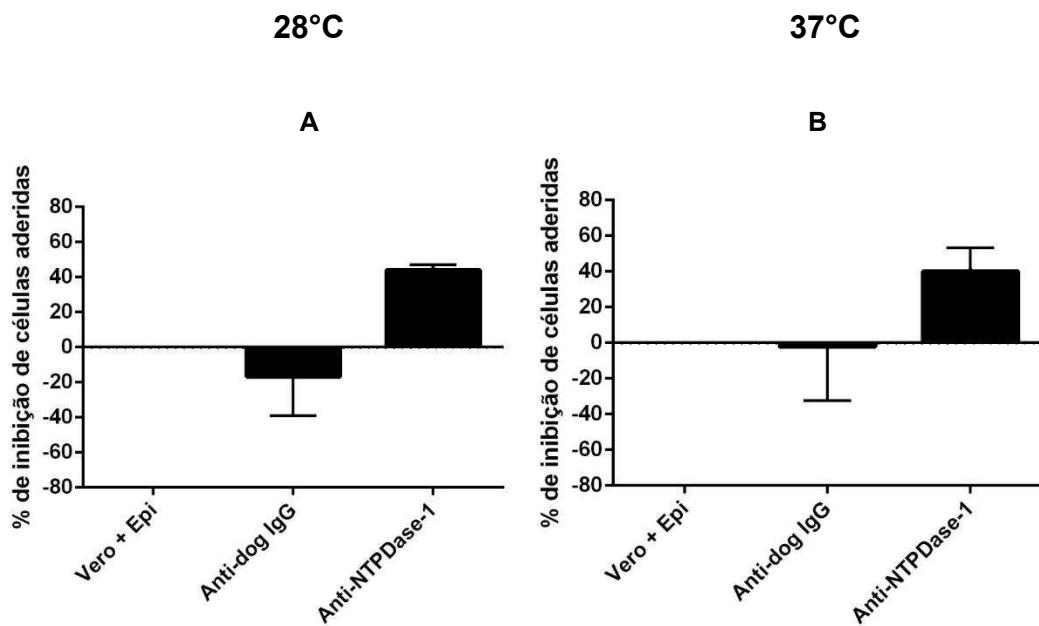 28°C
37°C
A
B
% de inibição de células aderidas
80
60
40
20
0
-20
-40
-60
-80
Vero + Epi
Anti-dog IgG
Anti-NTPDase-1
% de inibição de células aderidas
80
60
40
20
0
-20
-40
-60
-80
Vero + Epi
Anti-dog IgG
Anti-NTPDase-1